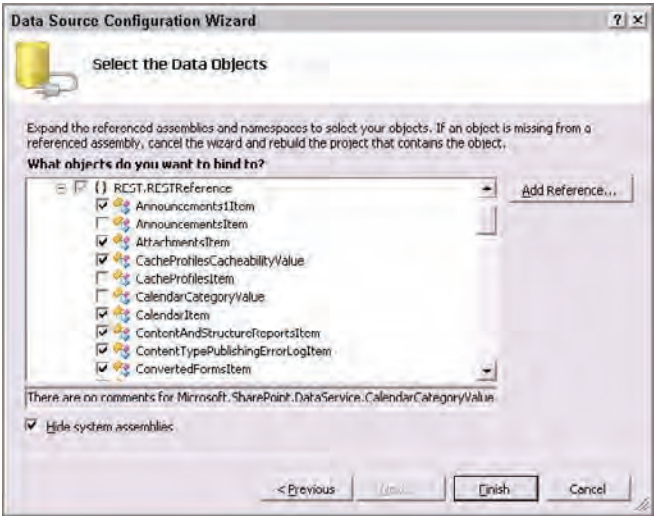 Data Source Configuration Wizard
Select the Data Objects
Expand the referenced assemblies and namespaces to select your objects. If an object is missing from a
referenced assembly, cancel the wizard and rebuild the project that contains the object.
What objects do you want to bind to?
{} REST.RESTReference
Add Reference...
Announcements1Item
AnnouncementsItem
AttachmentsItem
CacheProfilesCacheabilityValue
CacheProfilesItem
CalendarCategoryValue
CalendarItem
ContentAndStructureReportsItem
ContentTypePublishingErrorLogItem
ConvertedFormsItem
There are no comments for Microsoft.SharePoint.DataService.CalendarCategoryValue
Hide system assemblies
< Previous
Finish
Cancel